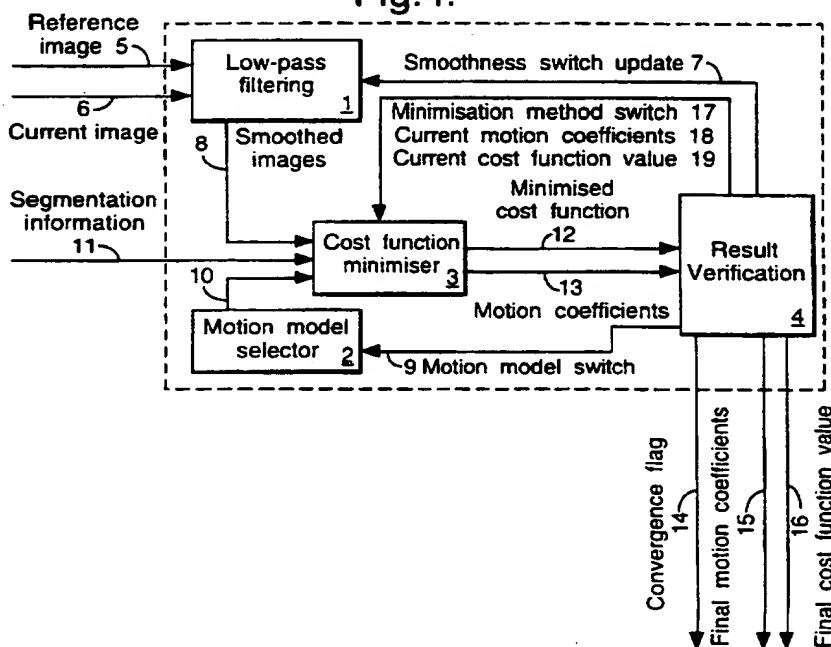 Fig. 1.
Reference
image 5
6
Current image
Low-pass
filtering
1
Smoothness switch update 7
Minimisation method switch 17
Current motion coefficients 18
Current cost function value 19
8
Smoothed
images
Segmentation
information
11
Minimised
cost function
12
Cost function
minimiser
3
13
Motion coefficients
Result
Verification
4
10
Motion model
selector
2
9 Motion model switch
Convergence flag
14
Final motion coefficients
15
16
Final cost function value